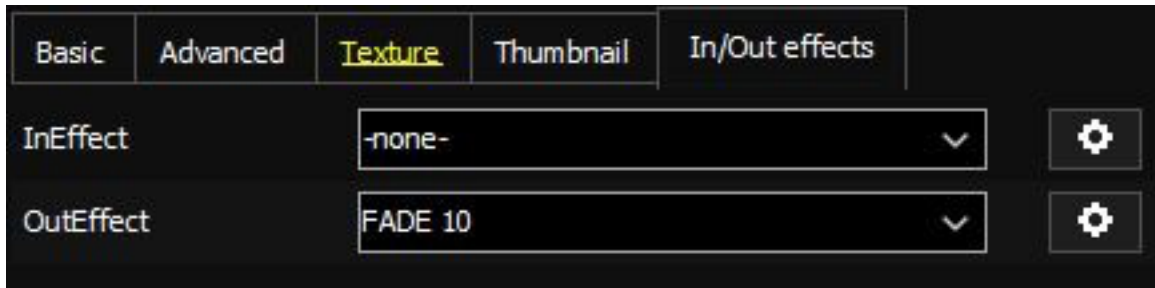 Basic Advanced Texture Thumbnail In/Out effects
InEffect -none-
OutEffect FADE 10